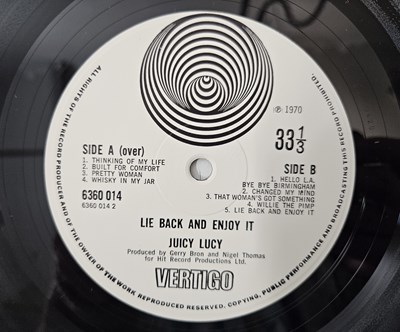 ALL RIGHTS OF THE RECORD PRODUCER AND OF THE OWNER OF THE WORK REPRODUCED RESERVED. COPYING, PUBLIC PERFORMANCE AND BROADCASTING OF THIS RECORD PROHIBITED.
℗ 1970
33 1/3
SIDE A (over)
1. THINKING OF MY LIFE
2. BUILT FOR COMFORT
3. PRETTY WOMAN
4. WHISKY IN MY JAR
6360 014
6360 014 2
SIDE B
1. HELLO L.A.
BYE BYE BIRMINGHAM
2. CHANGED MY MIND
3. THAT WOMAN'S GOT SOMETHING
4. WILLIE THE PIMP
5. LIE BACK AND ENJOY IT
LIE BACK AND ENJOY IT
JUICY LUCY
Produced by Gerry Bron and Nigel Thomas
for Hit Record Productions Ltd.
VERTIGO